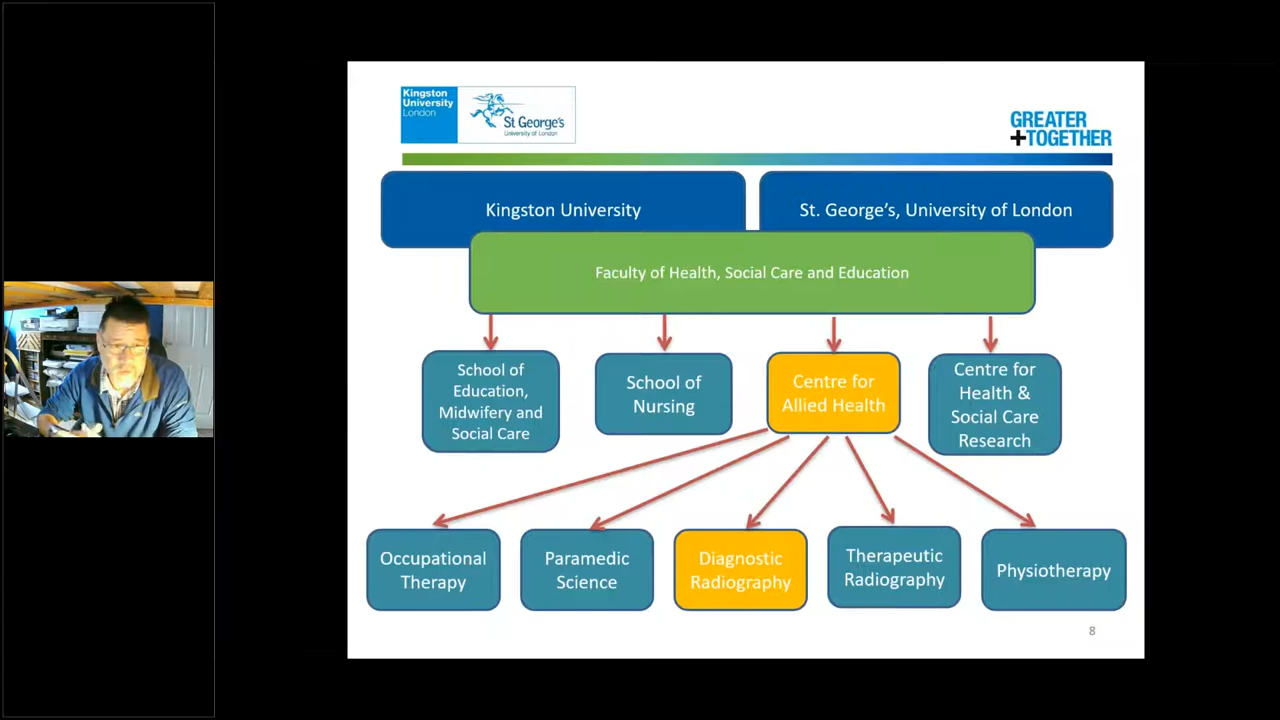 Kingston
University
London
St George's
University of London
GREATER
+TOGETHER
Kingston University
St. George's, University of London
Faculty of Health, Social Care and Education
School of
Education,
Midwifery and
Social Care
School of
Nursing
Centre for
Allied Health
Centre for
Health &
Social Care
Research
Occupational
Therapy
Paramedic
Science
Diagnostic
Radiography
Therapeutic
Radiography
Physiotherapy
8